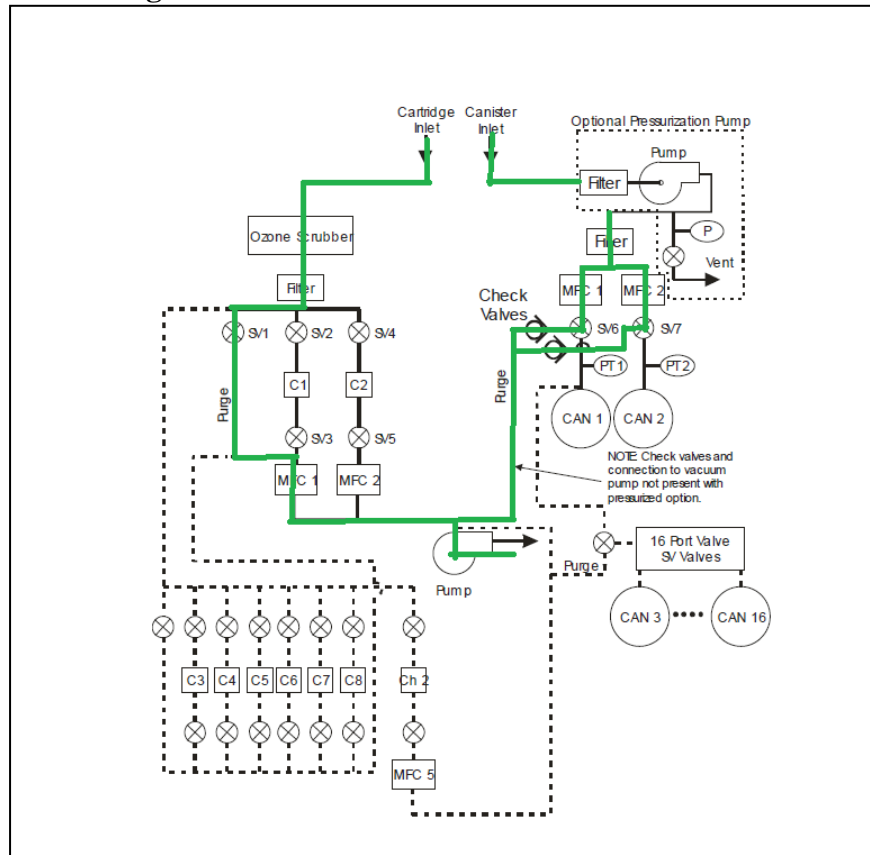 Cartridge Inlet
Canister Inlet
Optional Pressurization Pump
Pump
Filter
Ozone Scrubber
Filter
P
Vent
Filter
MFC 1
MFC 2
Check
Valves
SV1
SV2
SV4
SV6
SV7
PT1
PT2
C1
C2
Purge
Purge
CAN 1
CAN 2
SV3
SV5
MFC 1
MFC 2
NOTE: Check valves and
connection to vacuum
pump not present with
pressurized option.
16 Port Valve
SV Valves
Purge
Pump
CAN 3
CAN 16
C3
C4
C5
C6
C7
C8
Ch 2
MFC 5